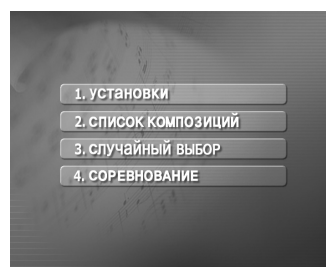 1. УСТАНОВКИ
2. СПИСОК КОМПОЗИЦИЙ
3. СЛУЧАЙНЫЙ ВЫБОР
4. СОРЕВНОВАНИЕ